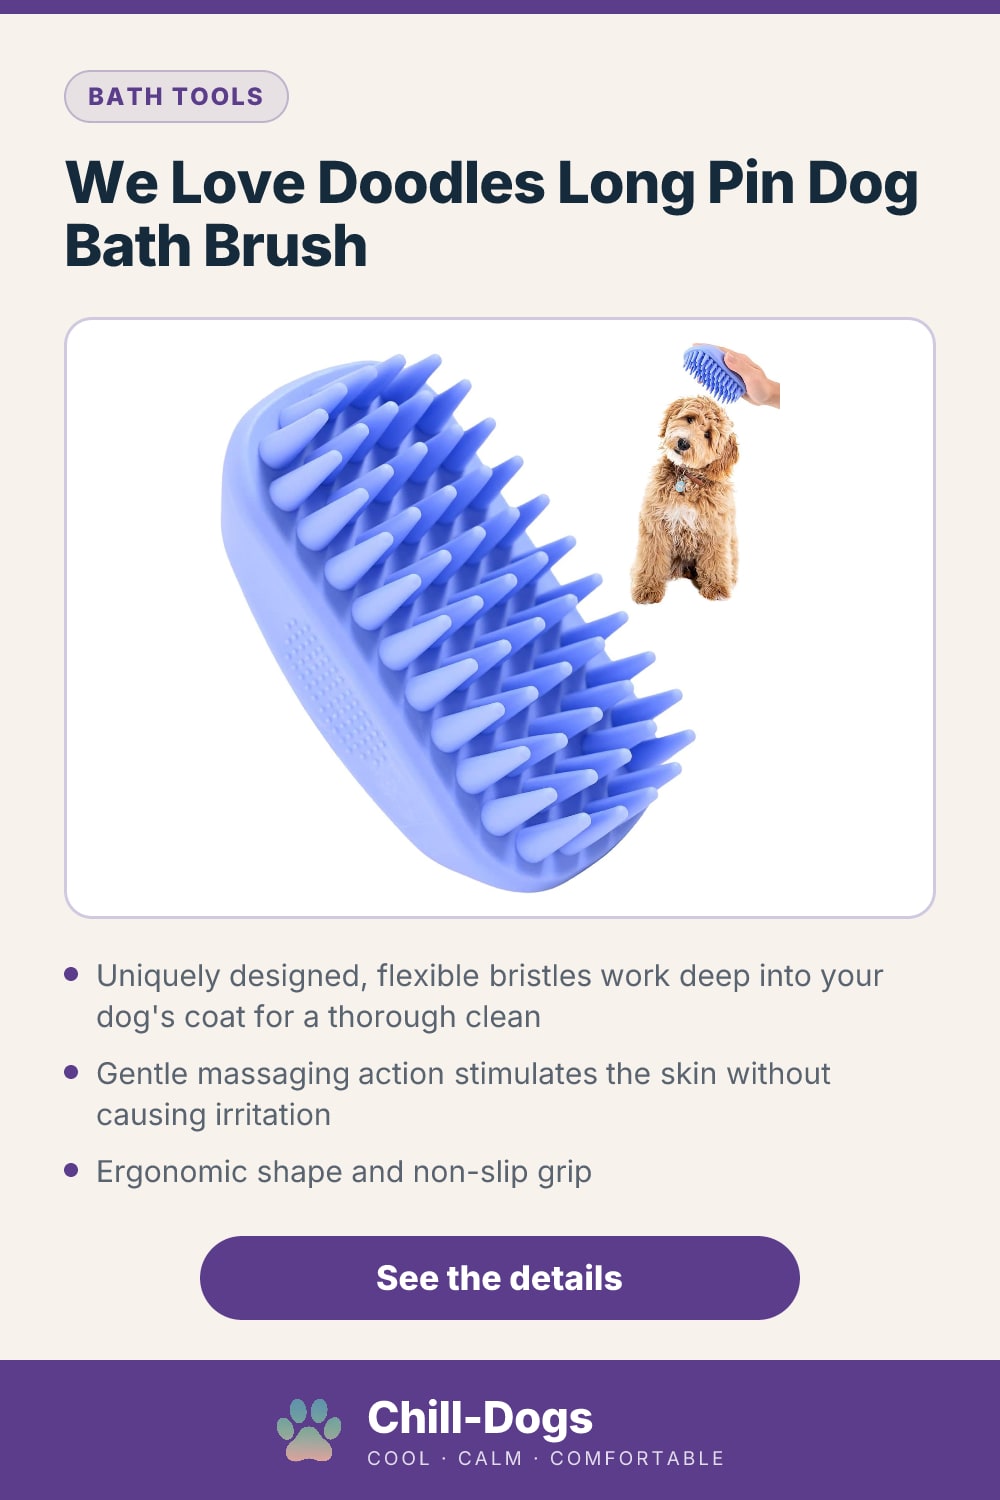 BATH TOOLS
We Love Doodles Long Pin Dog
Bath Brush
Uniquely designed, flexible bristles work deep into your
dog's coat for a thorough clean
Gentle massaging action stimulates the skin without
causing irritation
Ergonomic shape and non-slip grip
See the details
Chill-Dogs
COOL · CALM · COMFORTABLE